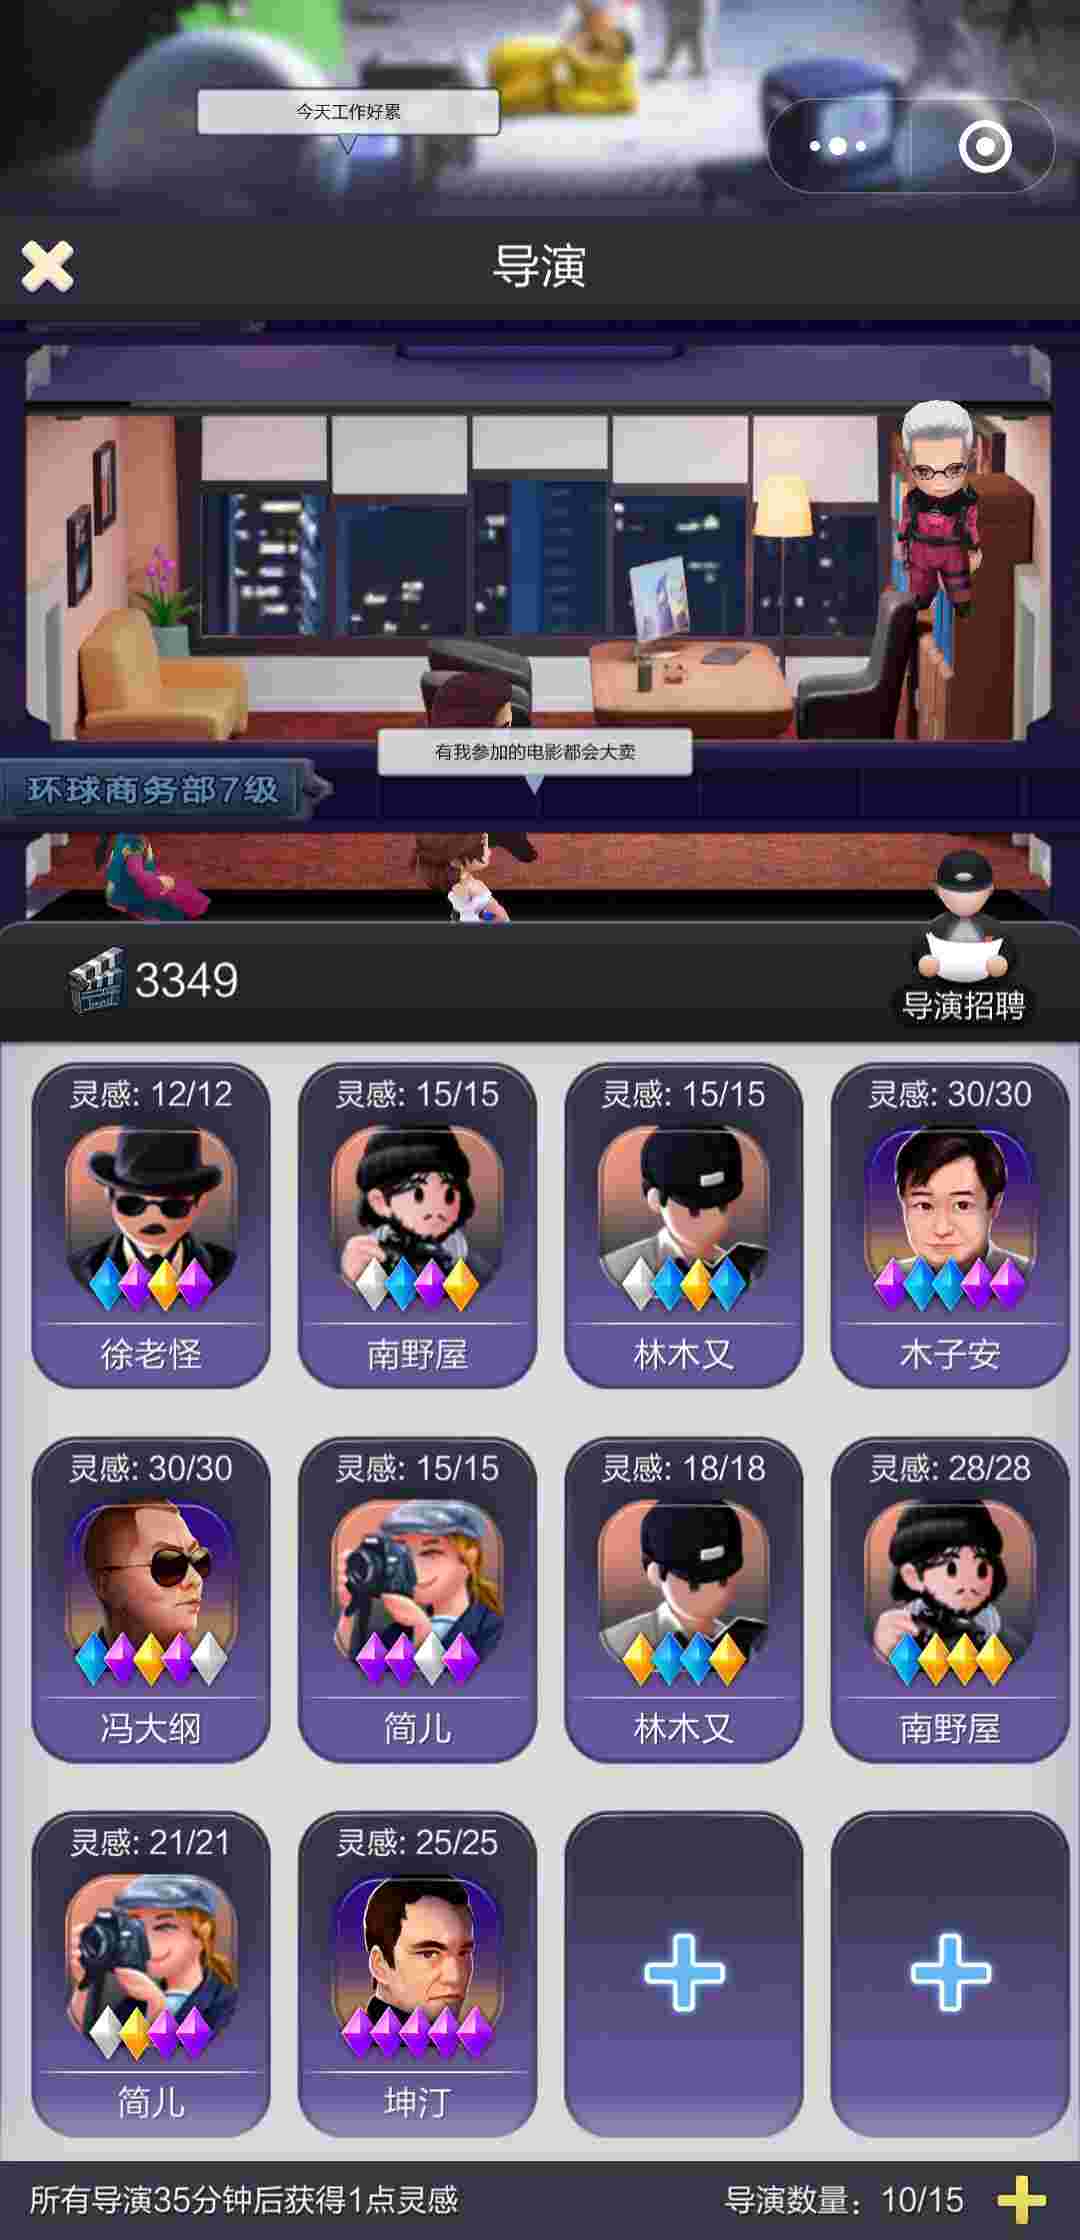 今天工作好累
导演
有我参加的电影都会大卖
环球商务部7级
3349
导演招聘
灵感: 12/12
灵感: 15/15
灵感: 15/15
灵感: 30/30
徐老怪
南野屋
林木又
木子安
灵感: 30/30
灵感: 15/15
灵感: 18/18
灵感: 28/28
冯大纲
简儿
林木又
南野屋
灵感: 21/21
灵感: 25/25
简儿
坤汀
所有导演35分钟后获得1点灵感
导演数量：10/15